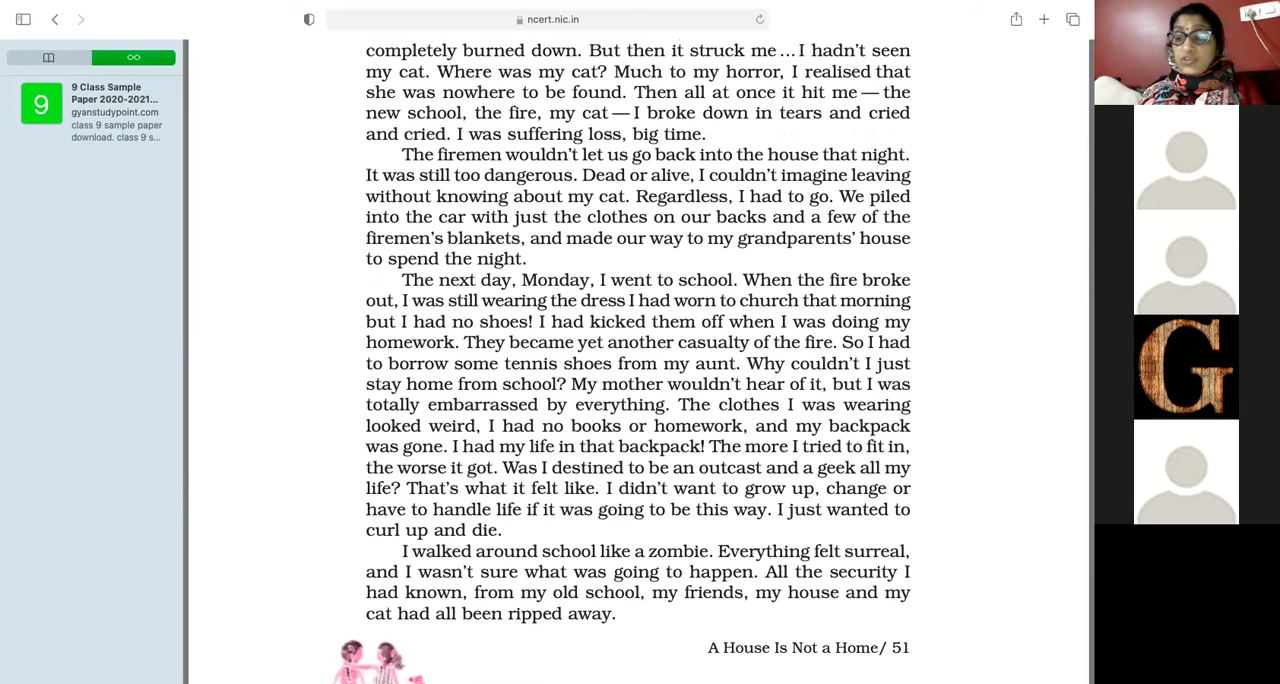 ncert.nic.in
9
9 Class Sample
Paper 2020-2021...
gyanstudypoint.com
class 9 sample paper
download. class 9 s...
completely burned down. But then it struck me... I hadn't seen
my cat. Where was my cat? Much to my horror, I realised that
she was nowhere to be found. Then all at once it hit me — the
new school, the fire, my cat — I broke down in tears and cried
and cried. I was suffering loss, big time.
The firemen wouldn't let us go back into the house that night.
It was still too dangerous. Dead or alive, I couldn't imagine leaving
without knowing about my cat. Regardless, I had to go. We piled
into the car with just the clothes on our backs and a few of the
firemen's blankets, and made our way to my grandparents' house
to spend the night.
The next day, Monday, I went to school. When the fire broke
out, I was still wearing the dress I had worn to church that morning
but I had no shoes! I had kicked them off when I was doing my
homework. They became yet another casualty of the fire. So I had
to borrow some tennis shoes from my aunt. Why couldn't I just
stay home from school? My mother wouldn't hear of it, but I was
totally embarrassed by everything. The clothes I was wearing
looked weird, I had no books or homework, and my backpack
was gone. I had my life in that backpack! The more I tried to fit in,
the worse it got. Was I destined to be an outcast and a geek all my
life? That's what it felt like. I didn't want to grow up, change or
have to handle life if it was going to be this way. I just wanted to
curl up and die.
I walked around school like a zombie. Everything felt surreal,
and I wasn't sure what was going to happen. All the security I
had known, from my old school, my friends, my house and my
cat had all been ripped away.
A House Is Not a Home/ 51
G